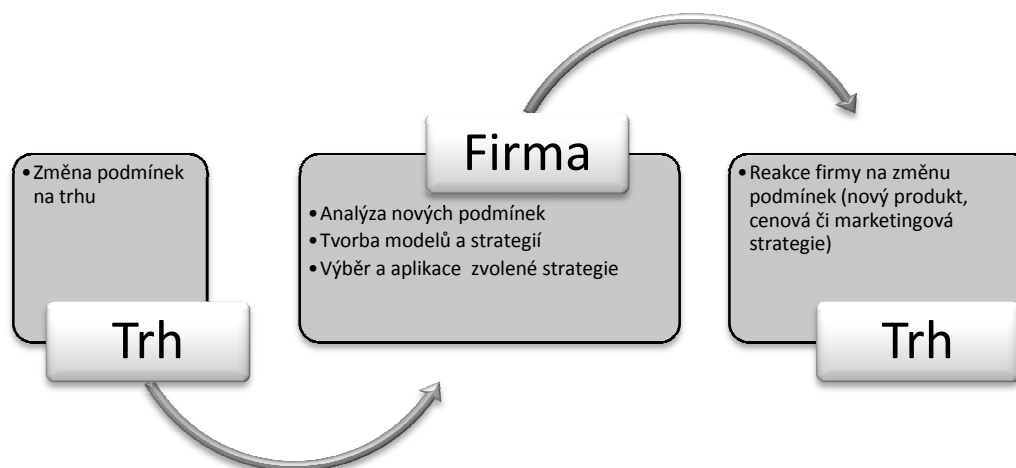 • Změna podmínek
na trhu
Trh
Firma
• Analýza nových podmínek
• Tvorba modelů a strategií
• Výběr a aplikace zvolené strategie
• Reakce firmy na změnu
podmínek (nový produkt,
cenová či marketingová
strategie)
Trh